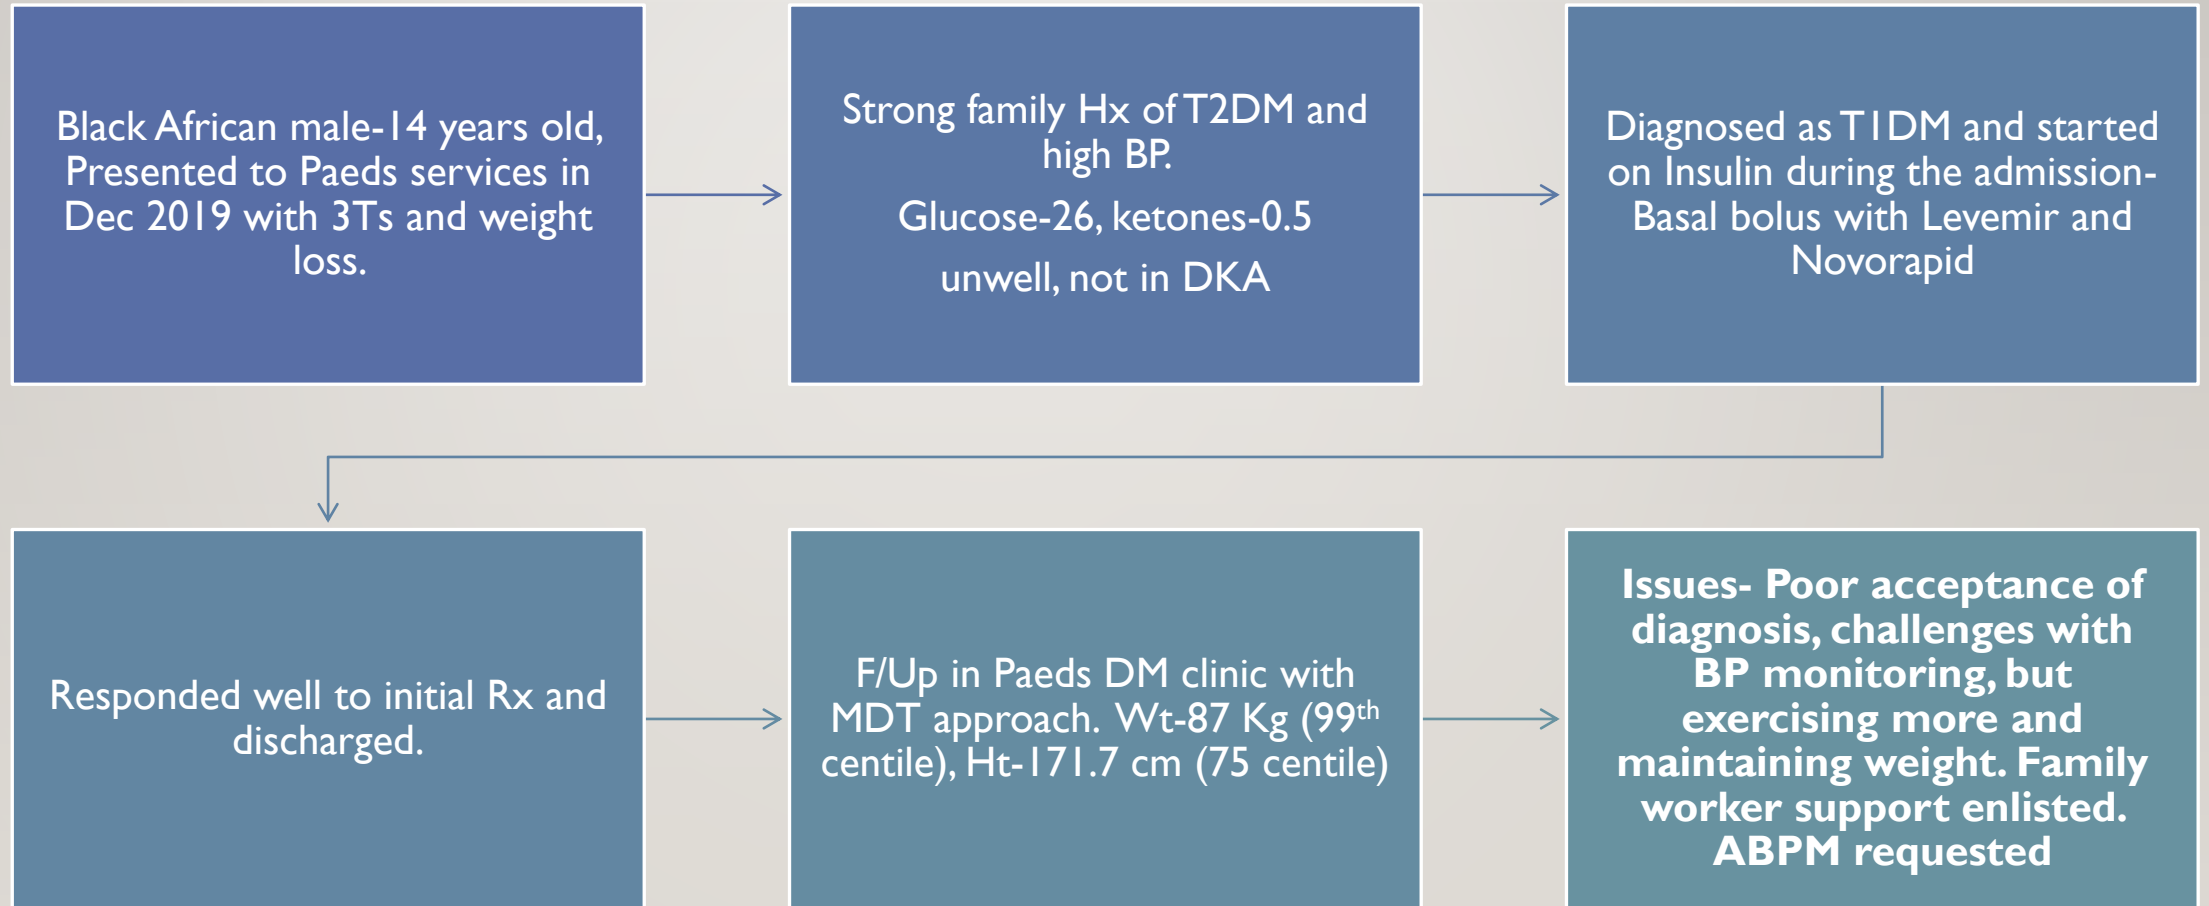 Black African male-14 years old,
Presented to Paeds services in
Dec 2019 with 3Ts and weight
loss.
Strong family Hx of T2DM and
high BP.
Glucose-26, ketones-0.5
unwell, not in DKA
Diagnosed as T1DM and started
on Insulin during the admission-
Basal bolus with Levemir and
Novorapid
Responded well to initial Rx and
discharged.
F/Up in Paeds DM clinic with
MDT approach. Wt-87 Kg (99th
centile), Ht-171.7 cm (75 centile)
Issues- Poor acceptance of
diagnosis, challenges with
BP monitoring, but
exercising more and
maintaining weight. Family
worker support enlisted.
ABPM requested